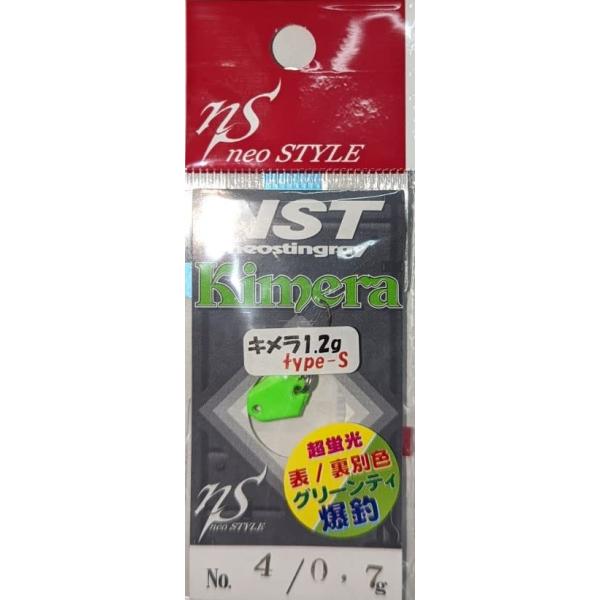 ns
neo STYLE
NST
neostingray
Kimera
キメラ1.2g
type-S
超蛍光
表/裏別色
グリーンティ
爆釣
ns
neo STYLE
No. 4/0,7g